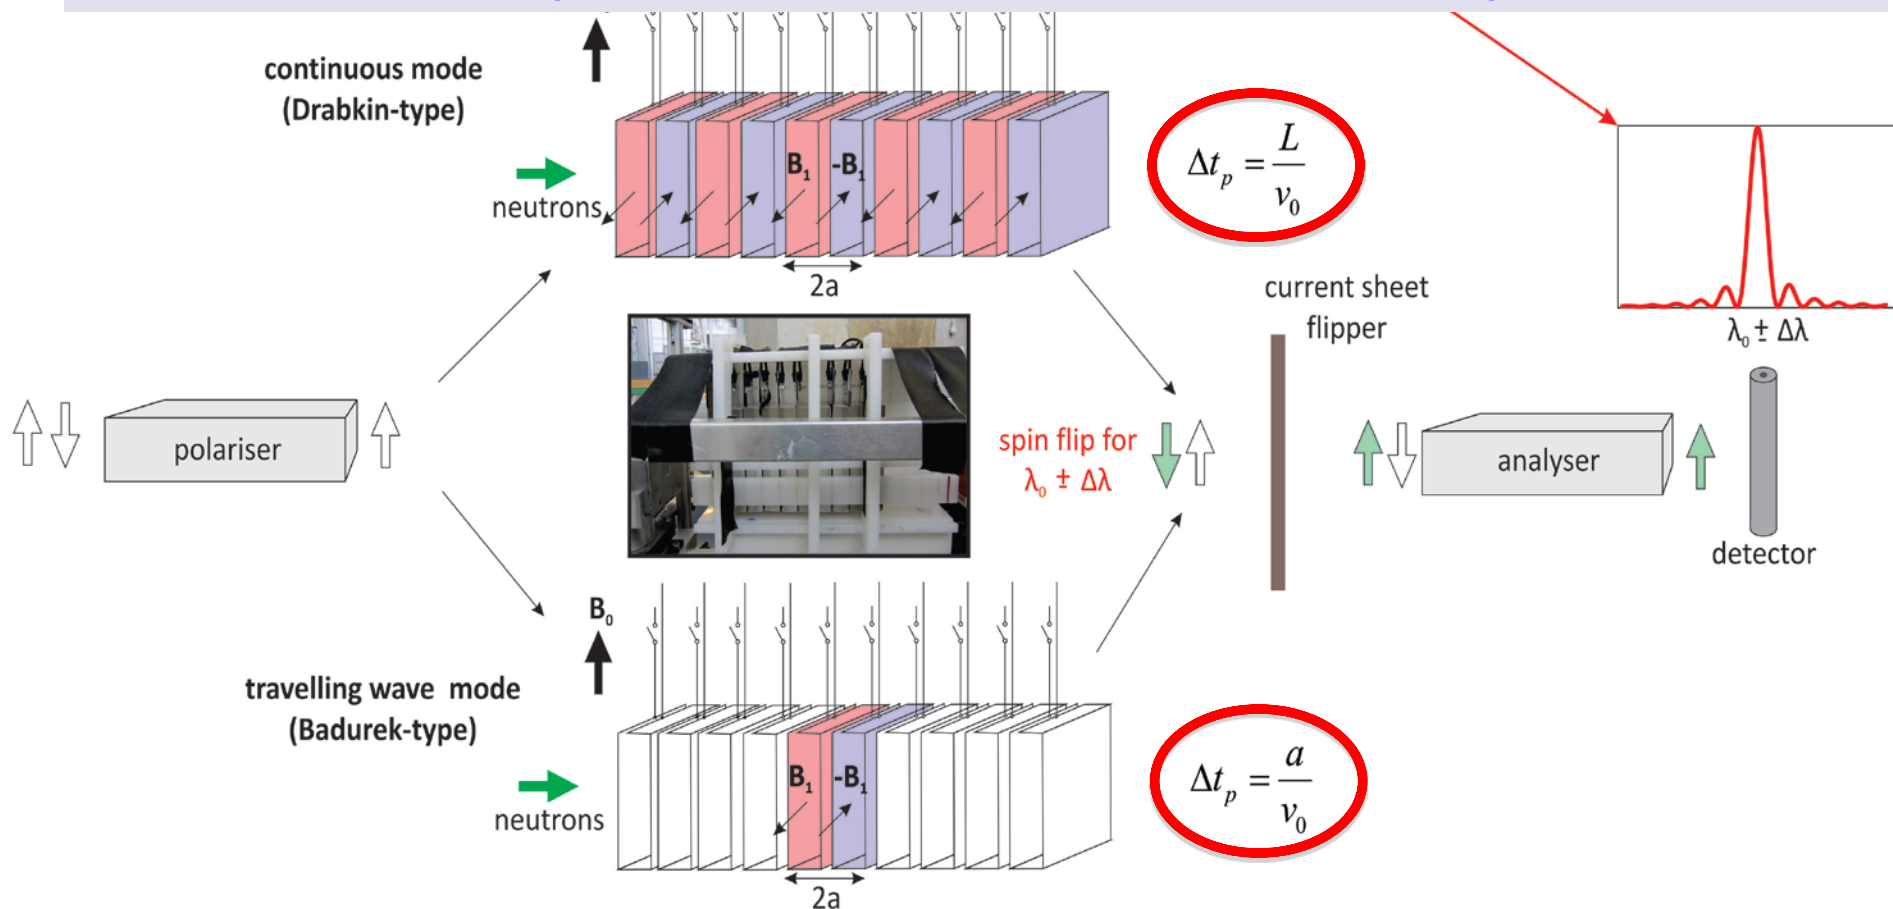 continuous mode
(Drabkin-type)
neutrons
B₁ -B₁
2a
Δtₚ = L / v₀
current sheet
flipper
λ₀ ± Δλ
polariser
spin flip for
λ₀ ± Δλ
analyser
detector
B₀
travelling wave mode
(Badurek-type)
neutrons
B₁ -B₁
2a
Δtₚ = a / v₀